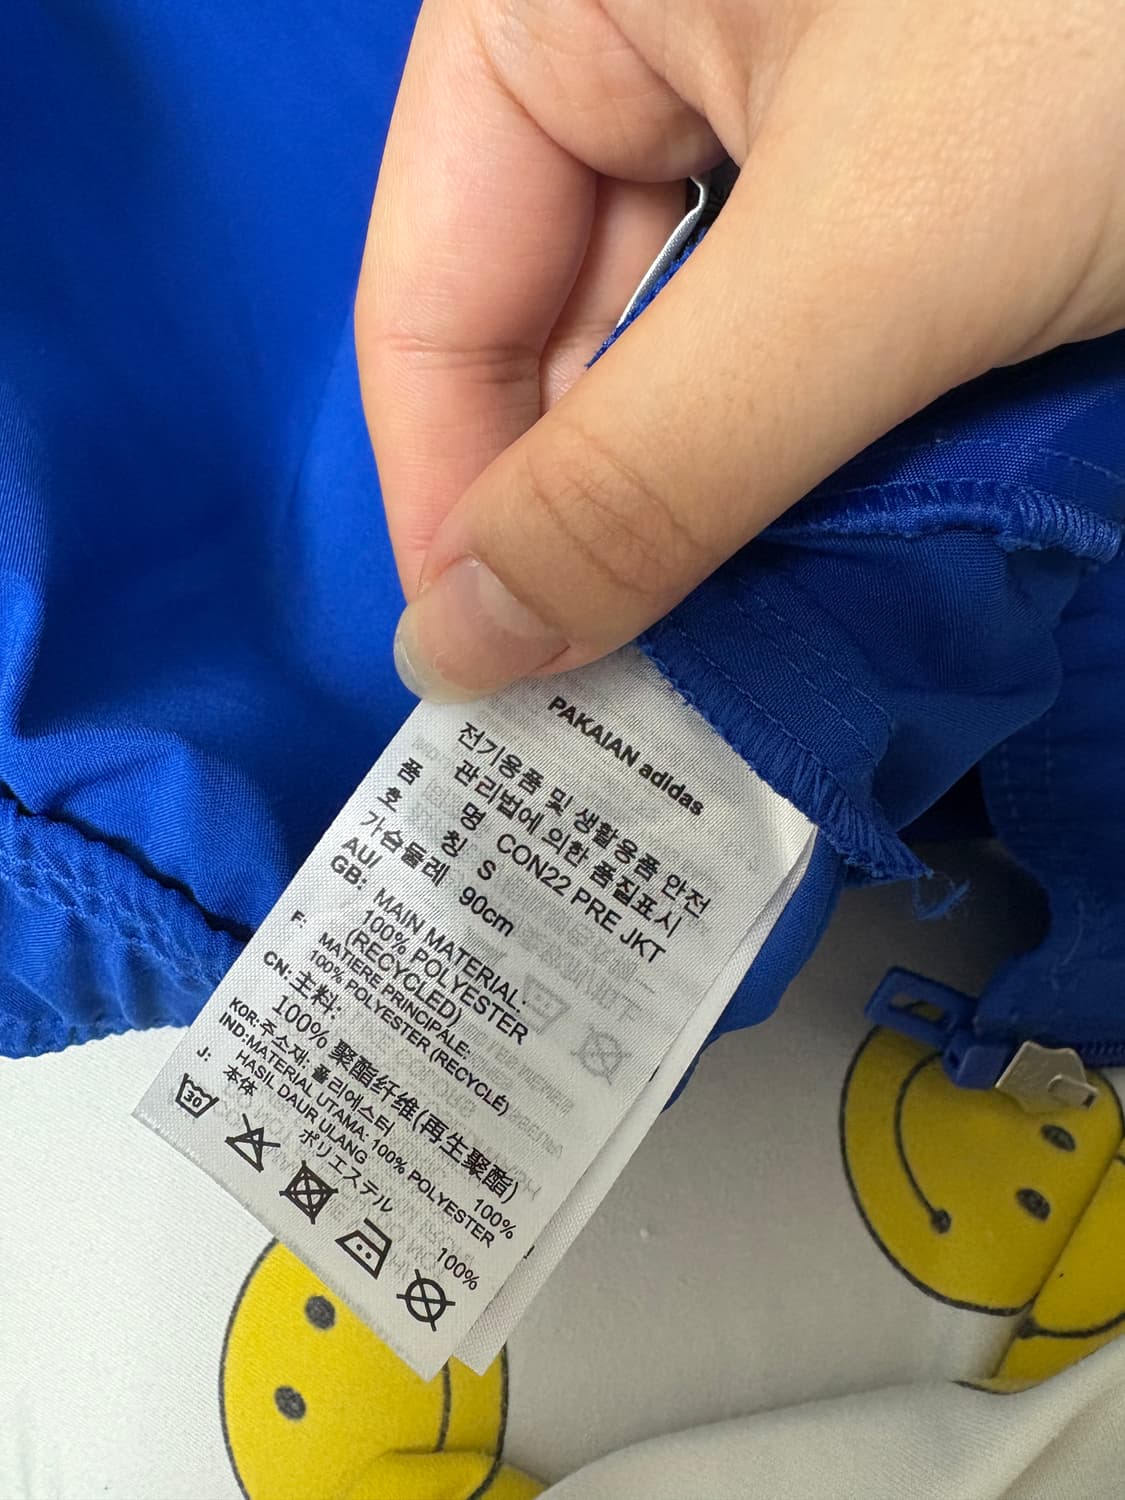 PAKAIAN adidas
전기용품 및 생활용품 안전
관리법에 의한 품질표시
품 명 CON22 PRE JKT
호 칭 S
가슴둘레 90cm
AU/
GB: MAIN MATERIAL:
100% POLYESTER
(RECYCLED)
F: MATIERE PRINCIPALE:
100% POLYESTER (RECYCLÉ)
CN: 主料:
100% 聚酯纤维(再生聚酯)
KOR: 주소재: 폴리에스터 100%
IND: MATERIAL UTAMA: 100% POLYESTER
HASIL DAUR ULANG
J: 本体
ポリエステル 100%
30